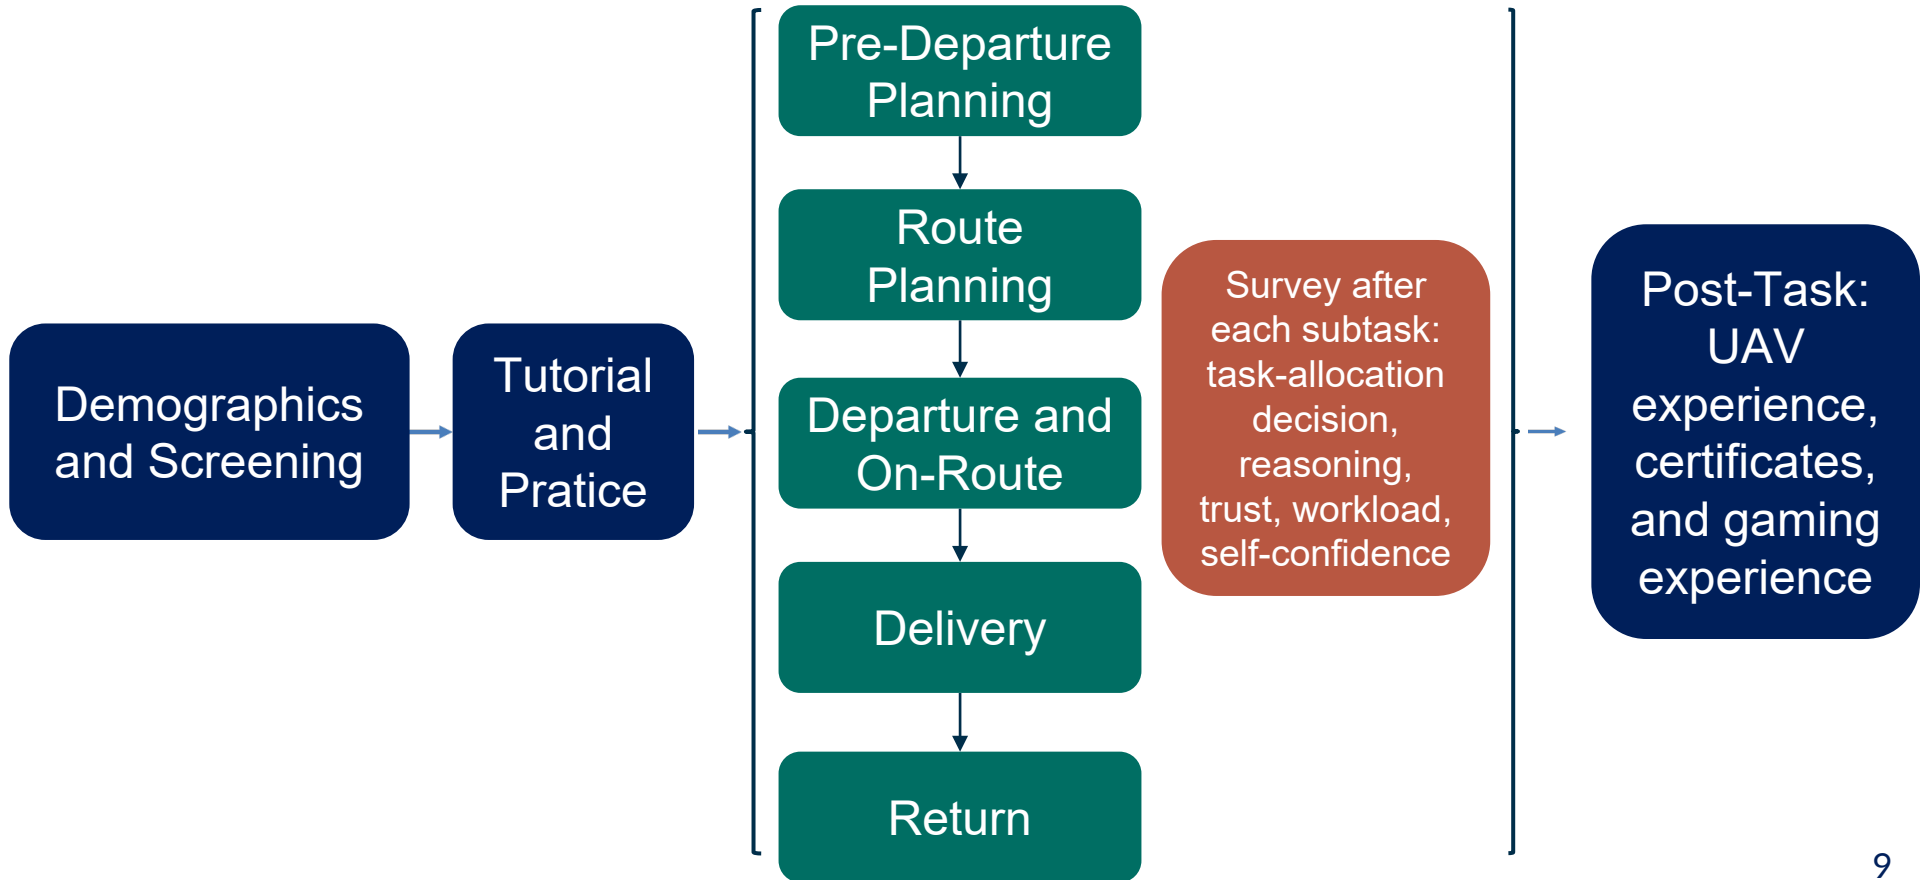 Demographics
and Screening
Tutorial
and
Pratice
Pre-Departure
Planning
Route
Planning
Departure and
On-Route
Delivery
Return
Survey after
each subtask:
task-allocation
decision,
reasoning,
trust, workload,
self-confidence
Post-Task:
UAV
experience,
certificates,
and gaming
experience
9